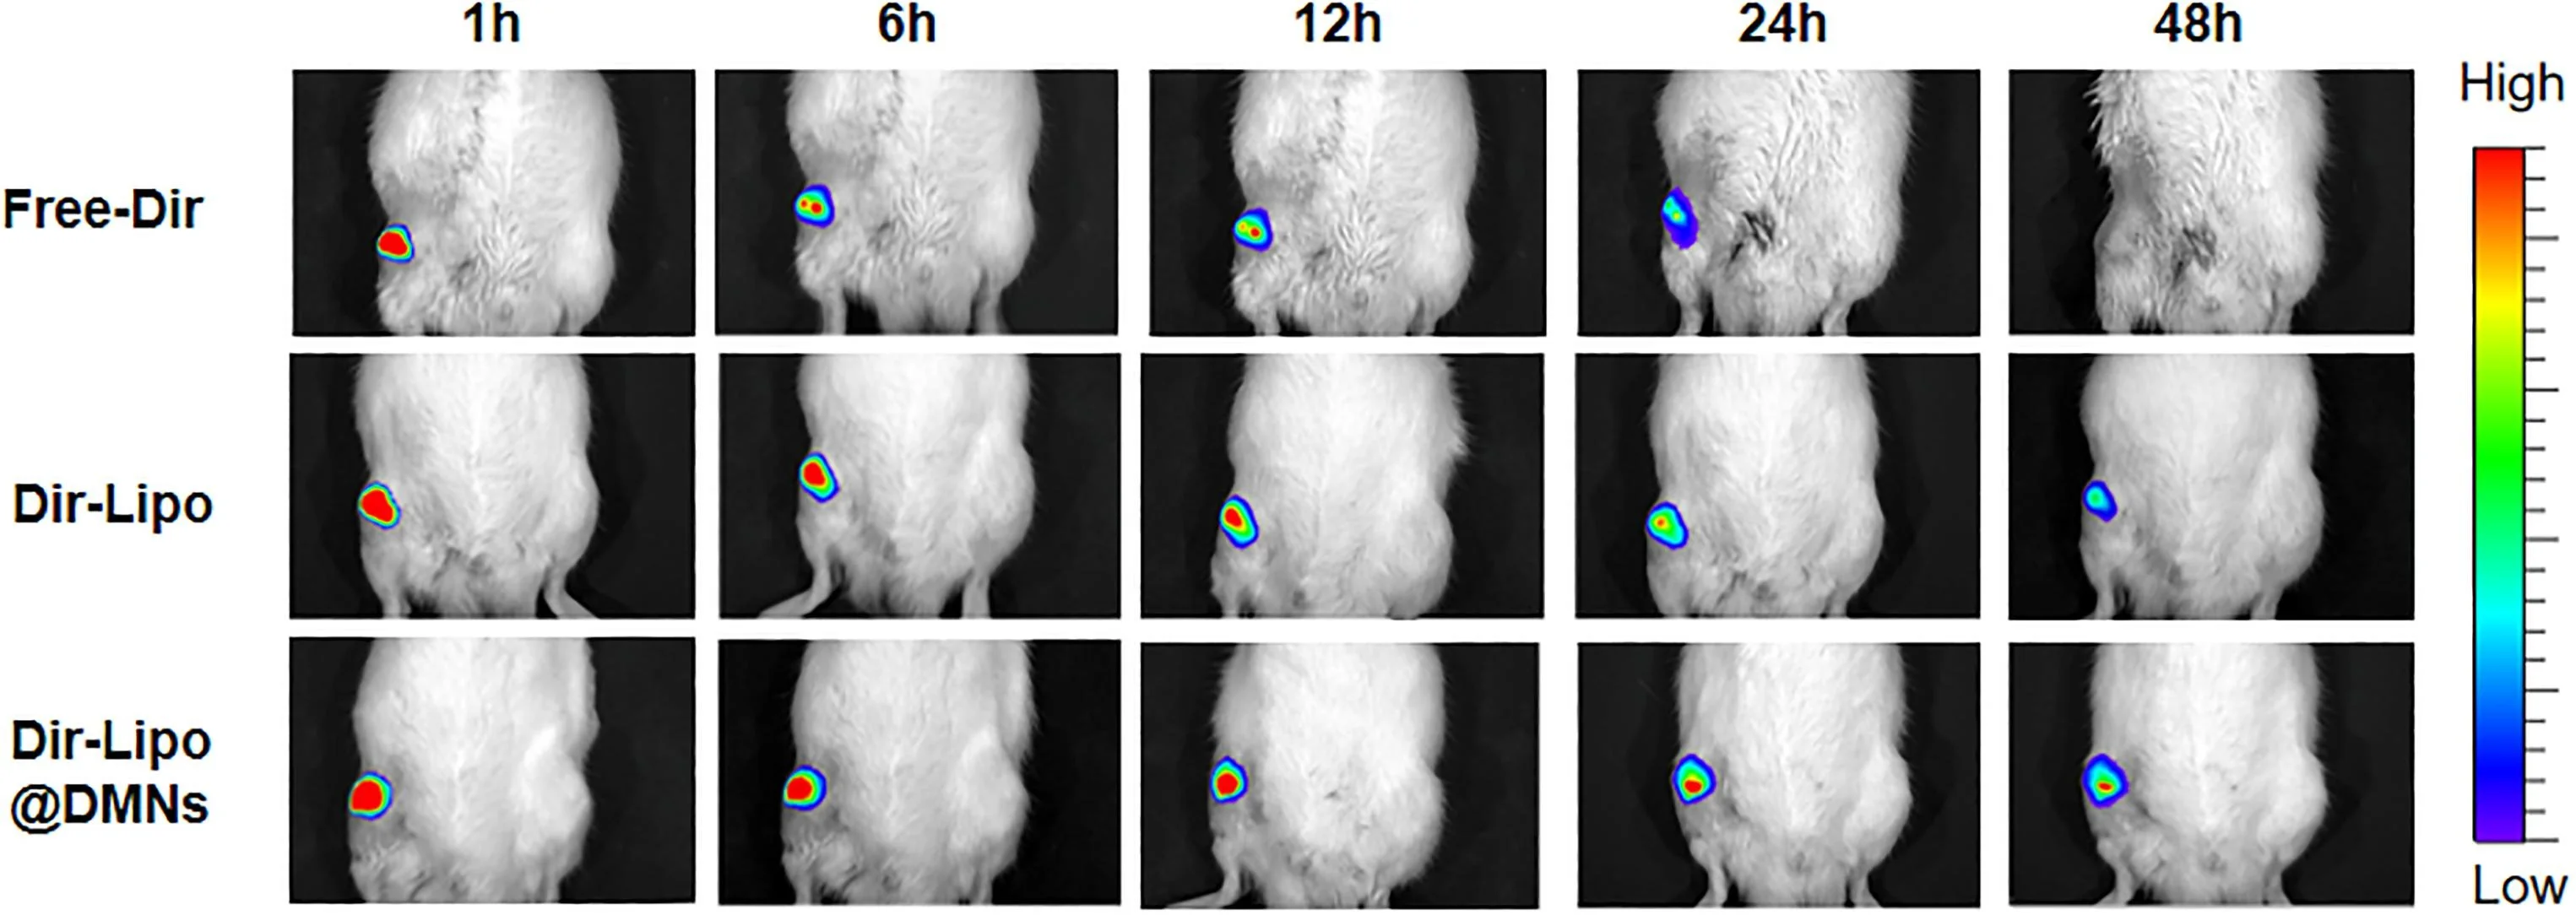 1h 6h 12h 24h 48h
High
Free-Dir
Dir-Lipo
Dir-Lipo
@DMNs
Low